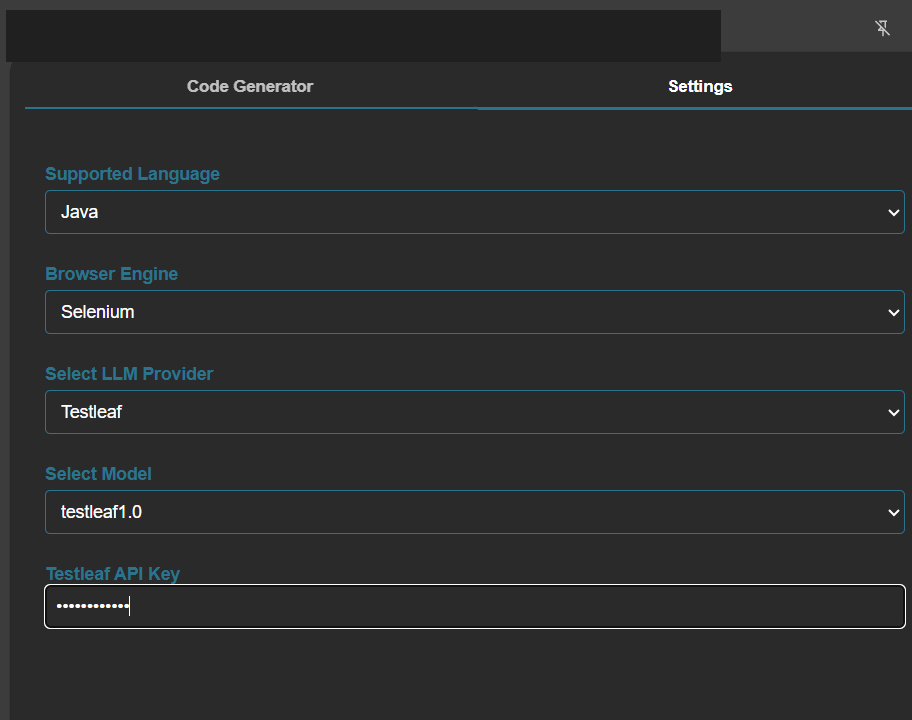 Code Generator
Settings
Supported Language
Java
Browser Engine
Selenium
Select LLM Provider
Testleaf
Select Model
testleaf1.0
Testleaf API Key
••••••••••••